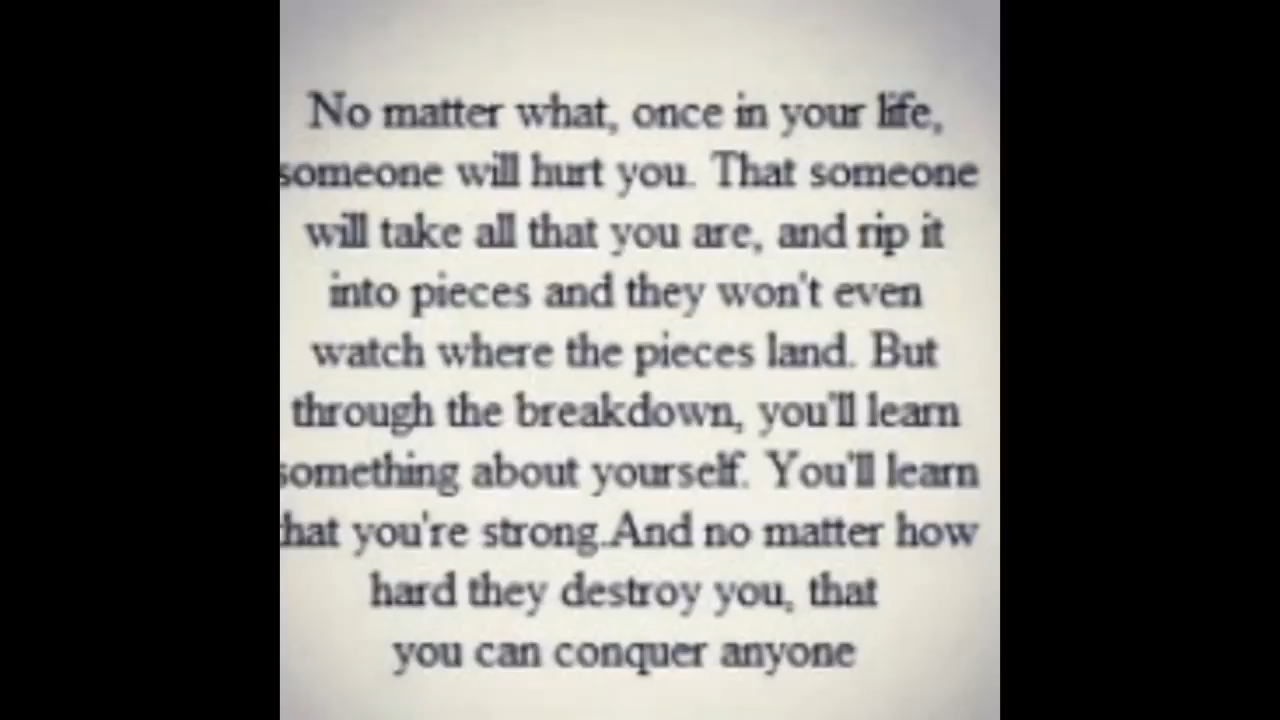 No matter what, once in your life,
someone will hurt you. That someone
will take all that you are, and rip it
into pieces and they won't even
watch where the pieces land. But
through the breakdown, you'll learn
something about yourself. You'll learn
that you're strong.And no matter how
hard they destroy you, that
you can conquer anyone